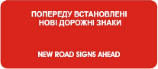 ПОПЕРЕДУ ВСТАНОВЛЕНІ
НОВІ ДОРОЖНІ ЗНАКИ
NEW ROAD SIGNS AHEAD